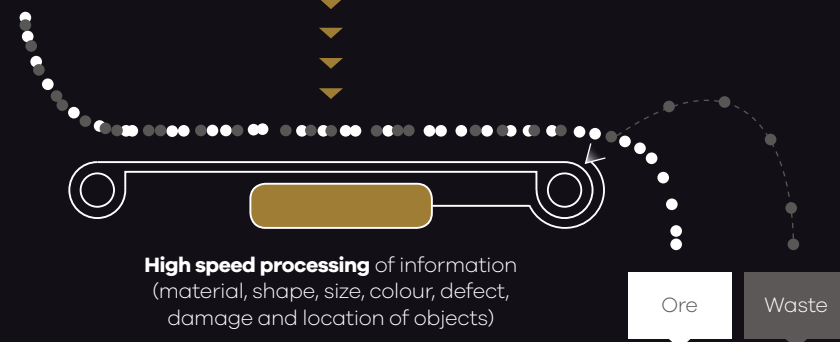 High speed processing of information
(material, shape, size, colour, defect,
damage and location of objects)
Ore
Waste